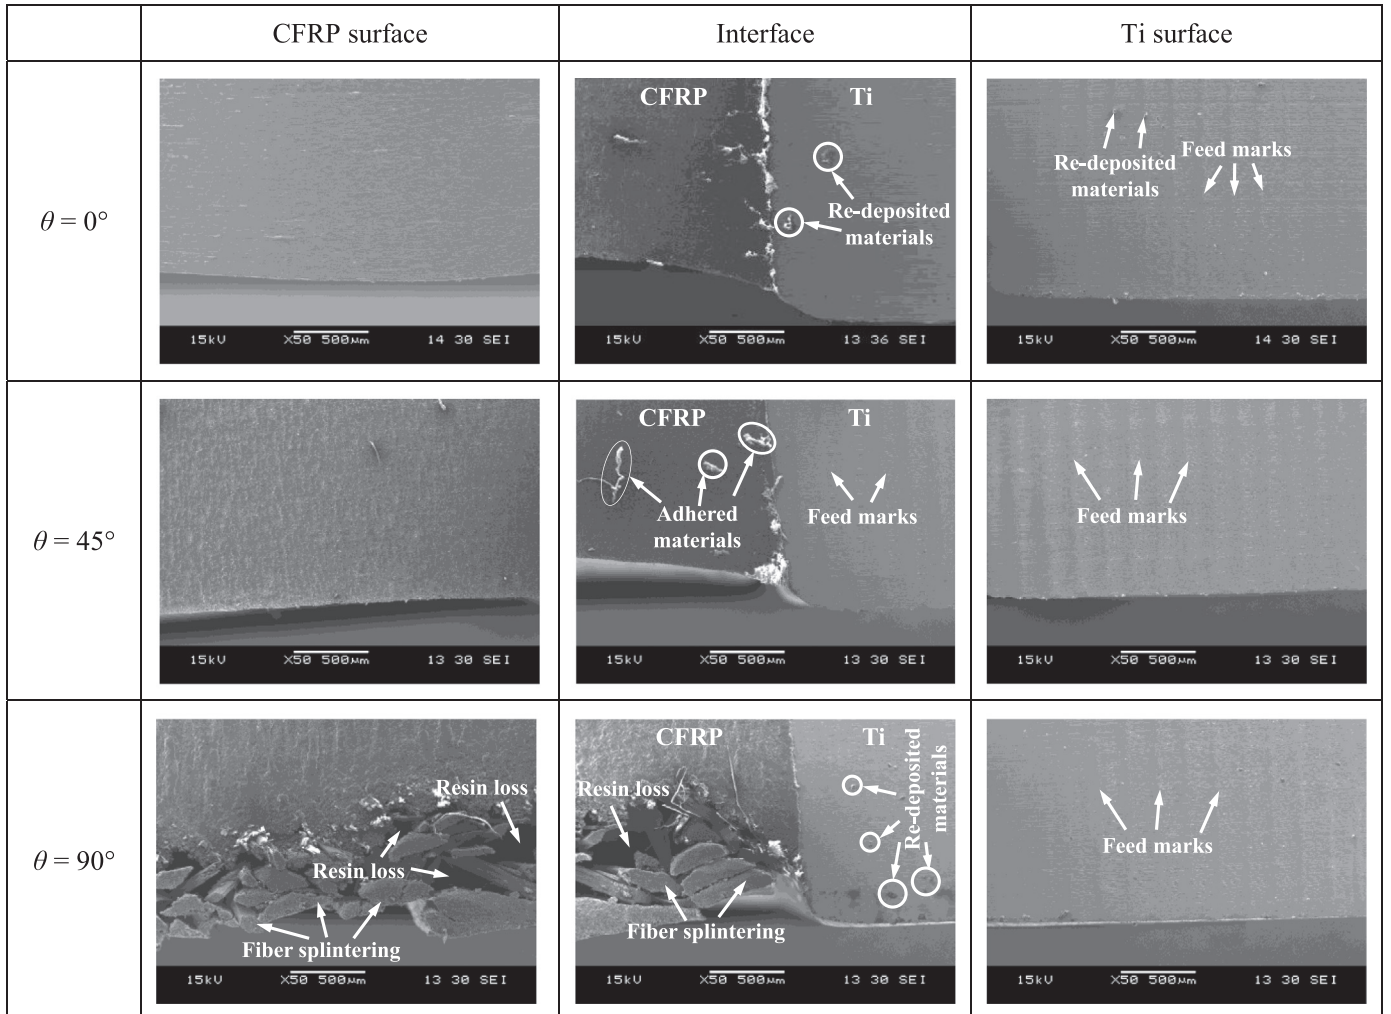 CFRP surface
Interface
Ti surface
θ = 0°
15kV X50 500µm 14 30 SEI
CFRP
Ti
Re-deposited
materials
15kV X50 500µm 13 36 SEI
Re-deposited
materials
Feed marks
15kV X50 500µm 14 30 SEI
θ = 45°
15kV X50 500µm 13 30 SEI
CFRP
Ti
Adhered
materials
Feed marks
15kV X50 500µm 13 30 SEI
Feed marks
15kV X50 500µm 13 30 SEI
θ = 90°
Resin loss
Resin loss
Fiber splintering
15kV X50 500µm 13 30 SEI
CFRP
Ti
Resin loss
Re-deposited
materials
Fiber splintering
15kV X50 500µm 13 30 SEI
Feed marks
15kV X50 500µm 13 30 SEI